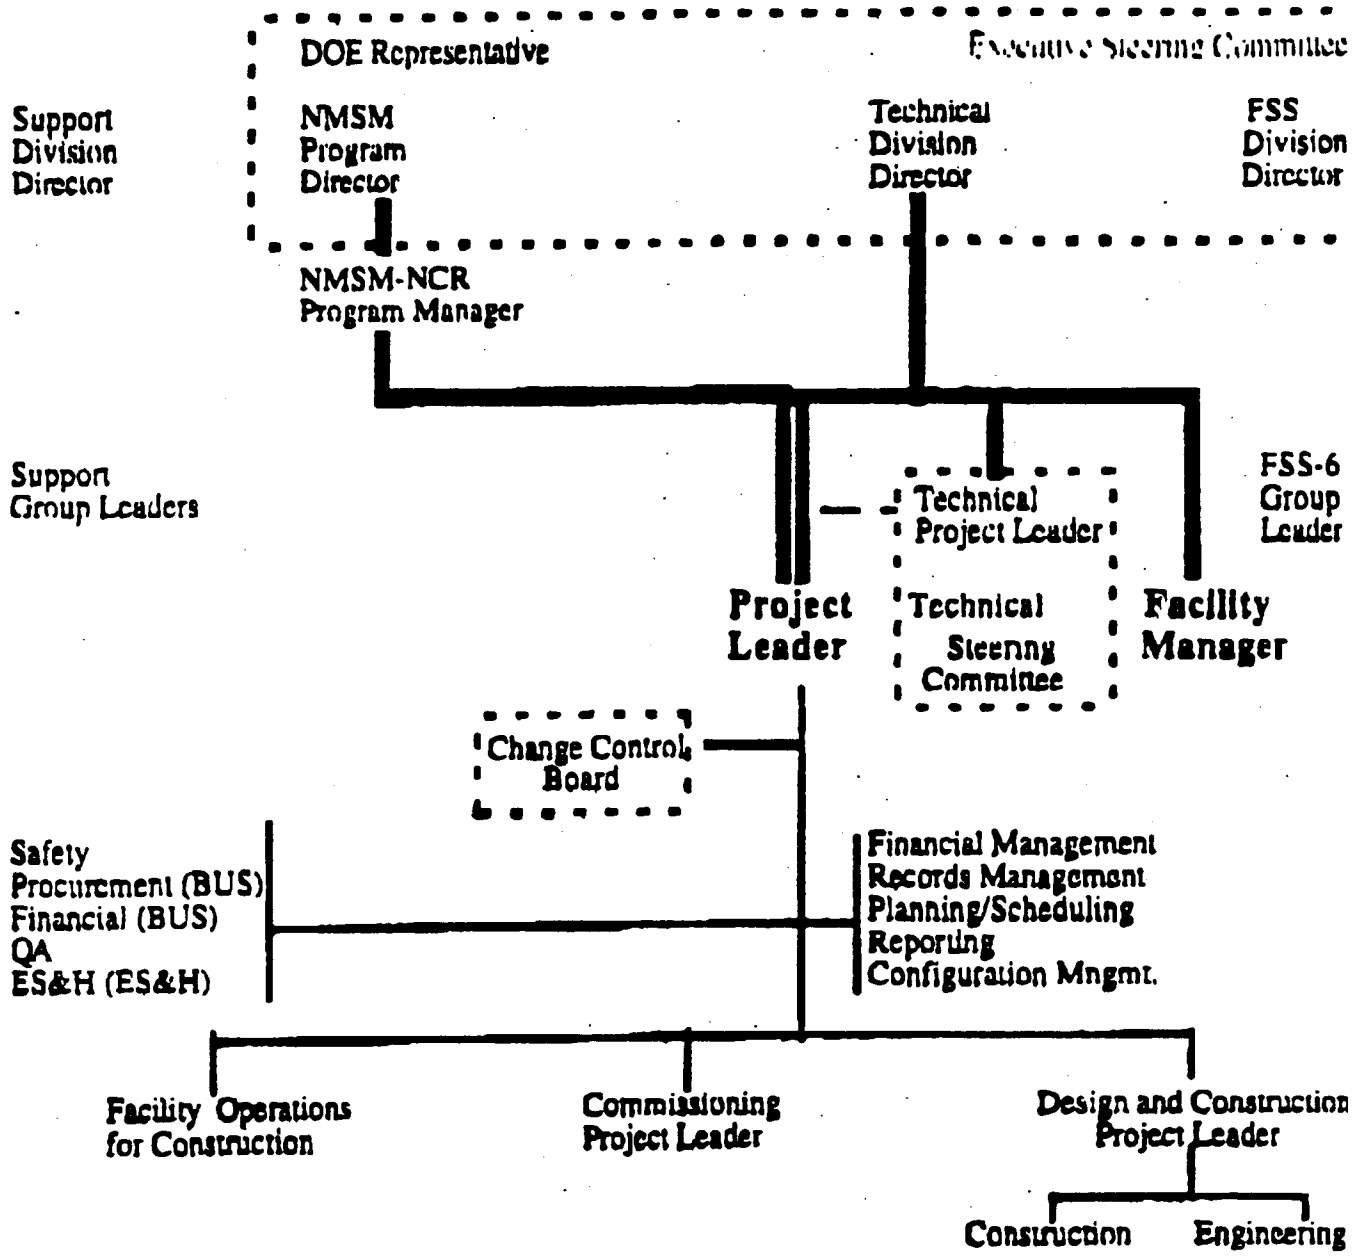 DOE Representative
Executive Steering Committee
Support
Division
Director
NMSM
Program
Director
Technical
Division
Director
FSS
Division
Director
NMSM-NCR
Program Manager
Support
Group Leaders
Technical
Project Leader
FSS-6
Group
Leader
Project
Leader
Technical
Steering
Committee
Facility
Manager
Change Control
Board
Safety
Procurement (BUS)
Financial (BUS)
QA
ES&H (ES&H)
Financial Management
Records Management
Planning/Scheduling
Reporting
Configuration Mngmt.
Facility Operations
for Construction
Commissioning
Project Leader
Design and Construction
Project Leader
Construction
Engineering